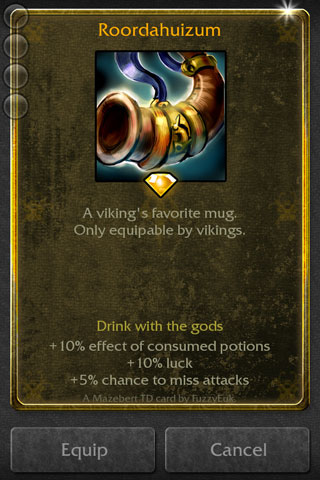 Roordahuizum
A viking's favorite mug.
Only equipable by vikings.
Drink with the gods
+10% effect of consumed potions
+10% luck
+5% chance to miss attacks
A Mazebert TD card by FuzzyEuk.
Equip
Cancel